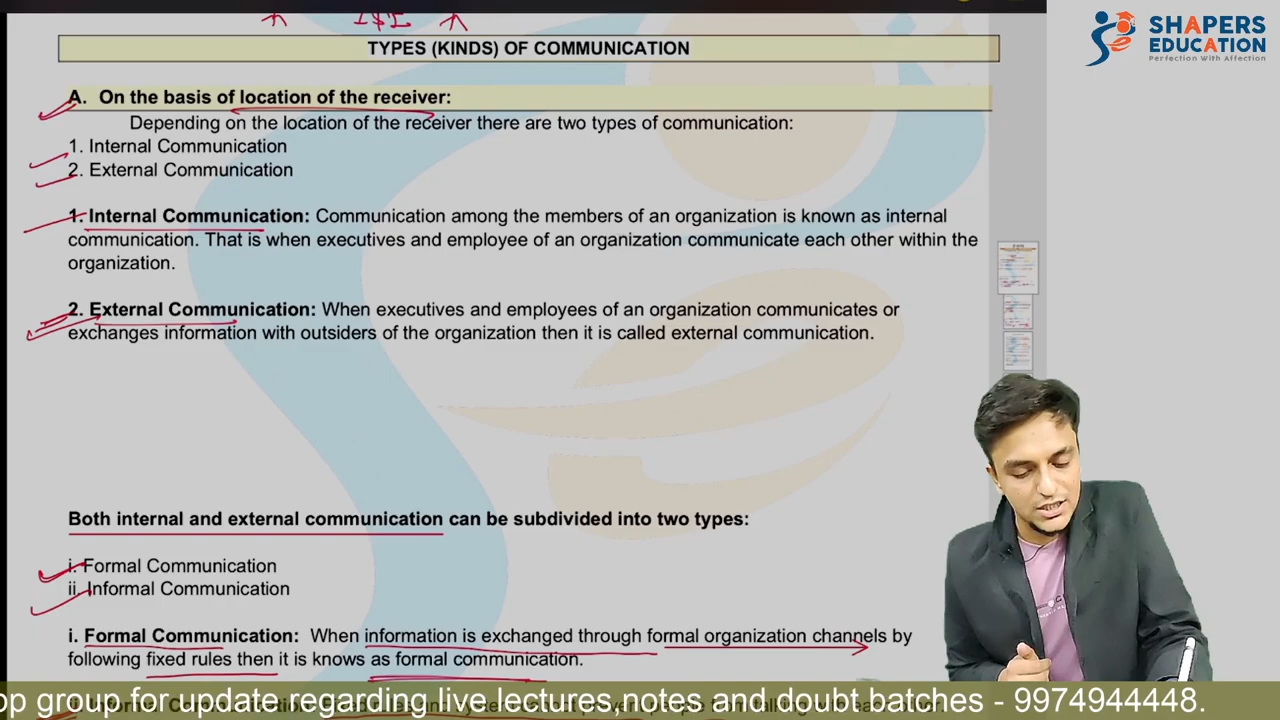 SHAPERS
EDUCATION
Perfection With Affection
TYPES (KINDS) OF COMMUNICATION
A. On the basis of location of the receiver:
Depending on the location of the receiver there are two types of communication:
1. Internal Communication
2. External Communication
1. Internal Communication: Communication among the members of an organization is known as internal
communication. That is when executives and employee of an organization communicate each other within the
organization.
2. External Communication: When executives and employees of an organization communicates or
exchanges information with outsiders of the organization then it is called external communication.
Both internal and external communication can be subdivided into two types:
i. Formal Communication
ii. Informal Communication
i. Formal Communication: When information is exchanged through formal organization channels by
following fixed rules then it is knows as formal communication.
op group for update regarding live lectures,notes and doubt batches - 9974944448.